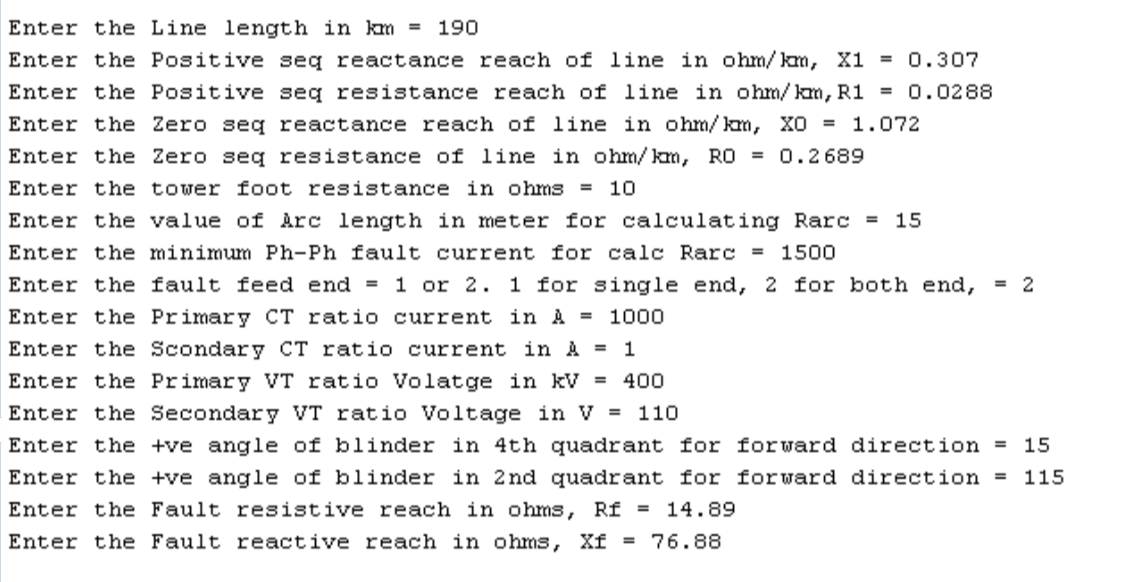 Enter the Line length in km = 190
Enter the Positive seq reactance reach of line in ohm/km, X1 = 0.307
Enter the Positive seq resistance reach of line in ohm/km,R1 = 0.0288
Enter the Zero seq reactance reach of line in ohm/km, X0 = 1.072
Enter the Zero seq resistance of line in ohm/km, R0 = 0.2689
Enter the tower foot resistance in ohms = 10
Enter the value of Arc length in meter for calculating Rarc = 15
Enter the minimum Ph-Ph fault current for calc Rarc = 1500
Enter the fault feed end = 1 or 2. 1 for single end, 2 for both end, = 2
Enter the Primary CT ratio current in A = 1000
Enter the Scondary CT ratio current in A = 1
Enter the Primary VT ratio Volatge in kV = 400
Enter the Secondary VT ratio Voltage in V = 110
Enter the +ve angle of blinder in 4th quadrant for forward direction = 15
Enter the +ve angle of blinder in 2nd quadrant for forward direction = 115
Enter the Fault resistive reach in ohms, Rf = 14.89
Enter the Fault reactive reach in ohms, Xf = 76.88